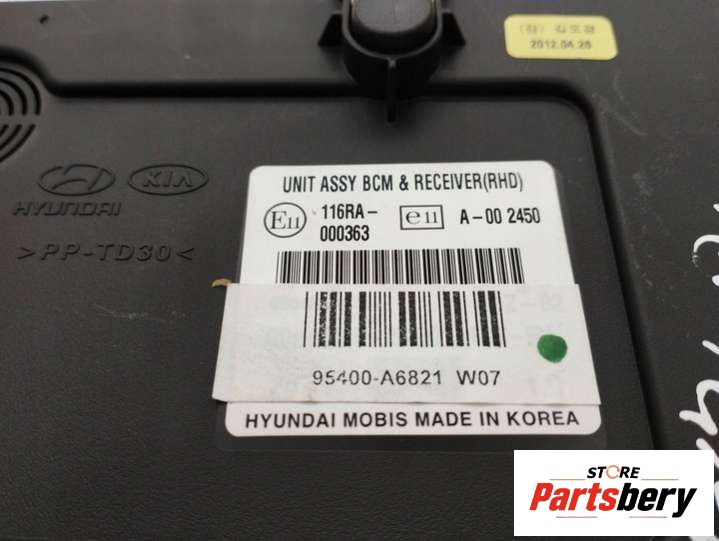 2012.04.28
HYUNDAI
KIA
>PP-TD30<
UNIT ASSY BCM & RECEIVER(RHD)
E11
116RA-
000363
e11
A-00 2450
95400-A6821 W07
HYUNDAI MOBIS MADE IN KOREA
STORE
Partsbery